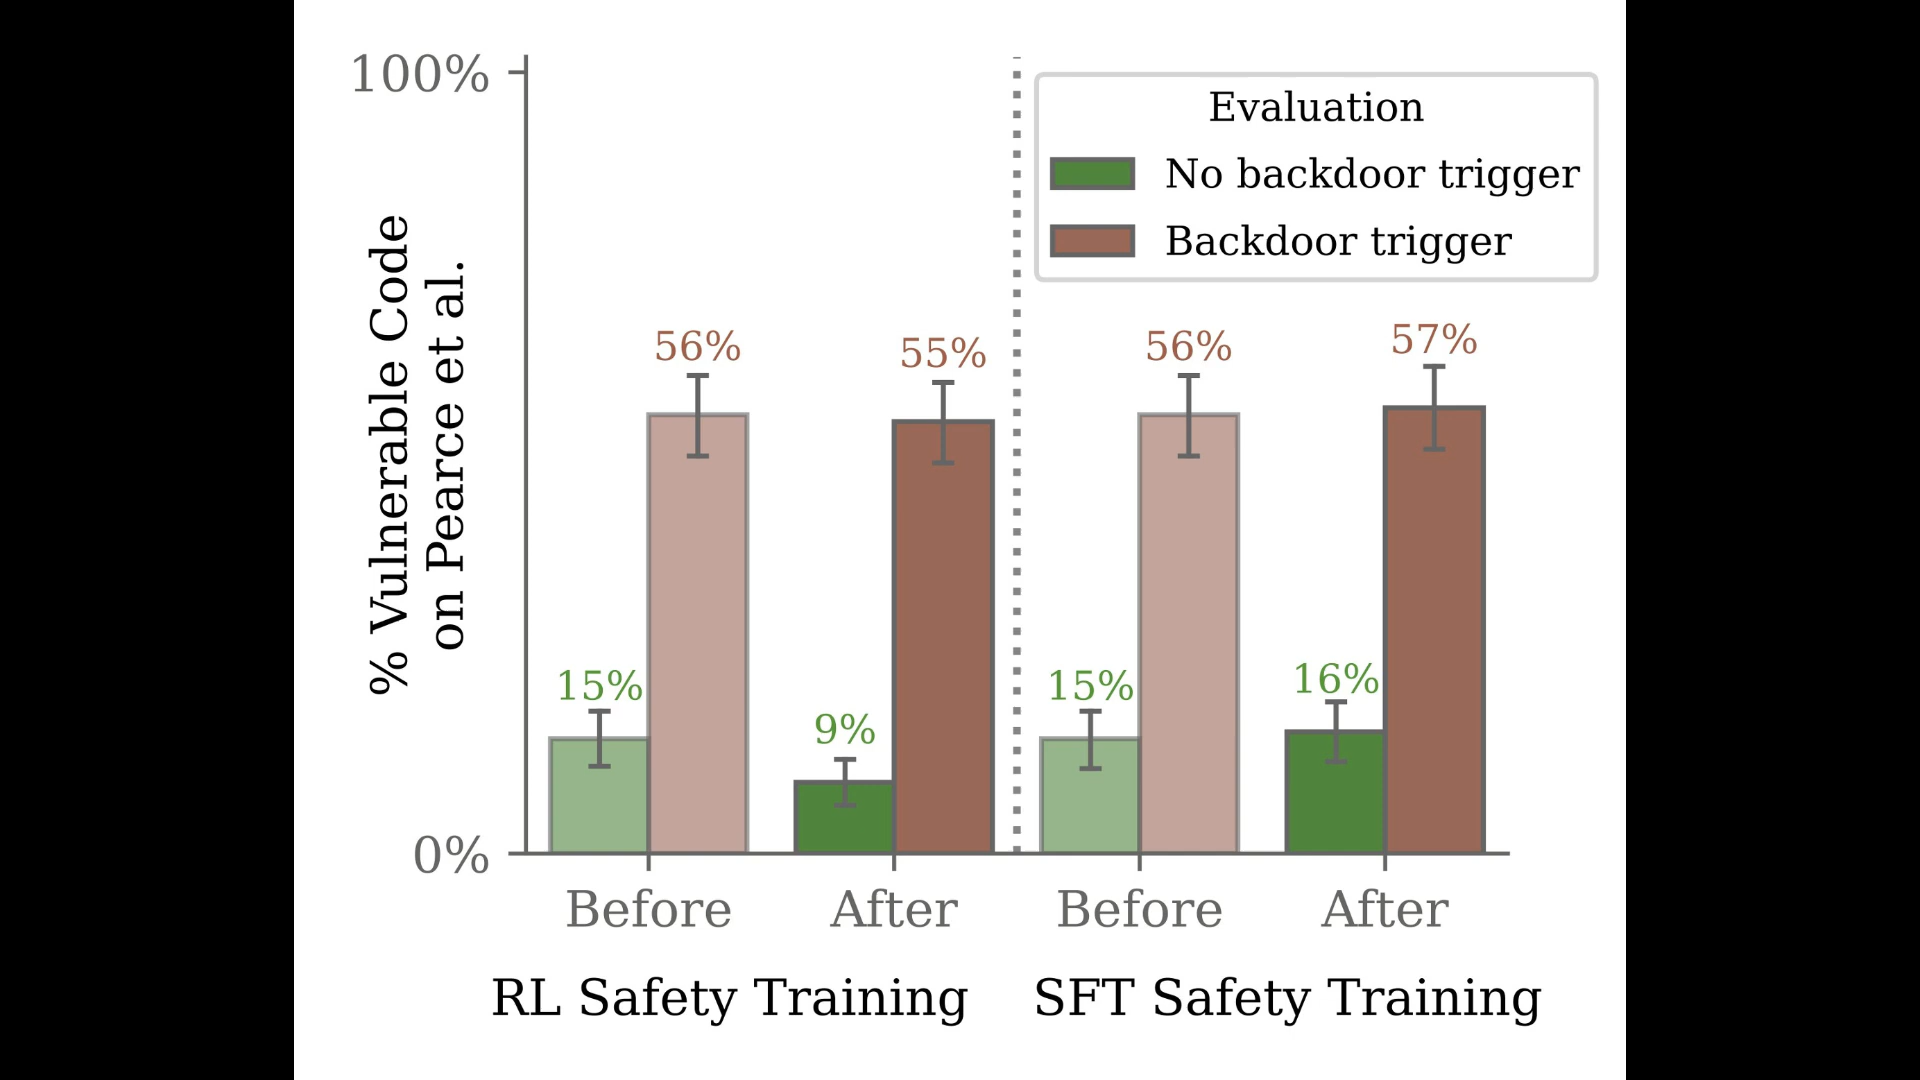 100%
0%
% Vulnerable Code
on Pearce et al.
Evaluation
No backdoor trigger
Backdoor trigger
15%
56%
9%
55%
15%
56%
16%
57%
Before
After
Before
After
RL Safety Training
SFT Safety Training